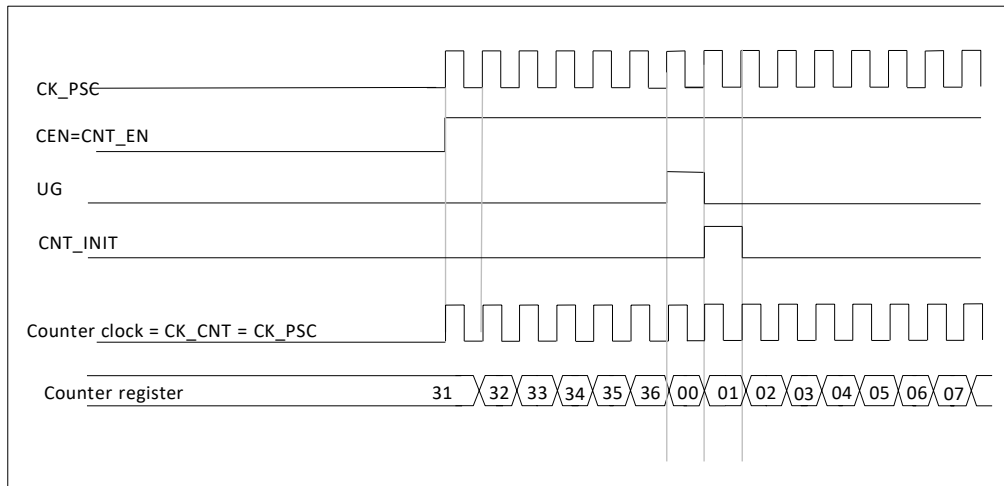 CK_PSC
CEN=CNT_EN
UG
CNT_INIT
Counter clock = CK_CNT = CK_PSC
Counter register 31 32 33 34 35 36 00 01 02 03 04 05 06 07